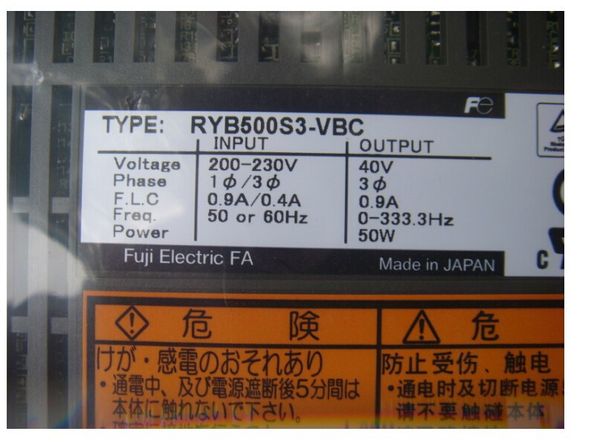 Fe
TYPE: RYB500S3-VBC
INPUT OUTPUT
Voltage 200-230V 40V
Phase 1φ/3φ 3φ
F.L.C 0.9A/0.4A 0.9A
Freq. 50 or 60Hz 0-333.3Hz
Power 50W
Fuji Electric FA Made in JAPAN
危 険
けが・感電のおそれあり
・通電中、及び電源遮断後5分間は
本体に触れないで下さい。
危
防止受伤、触电
・通电时及切断电源
请不要触碰本体